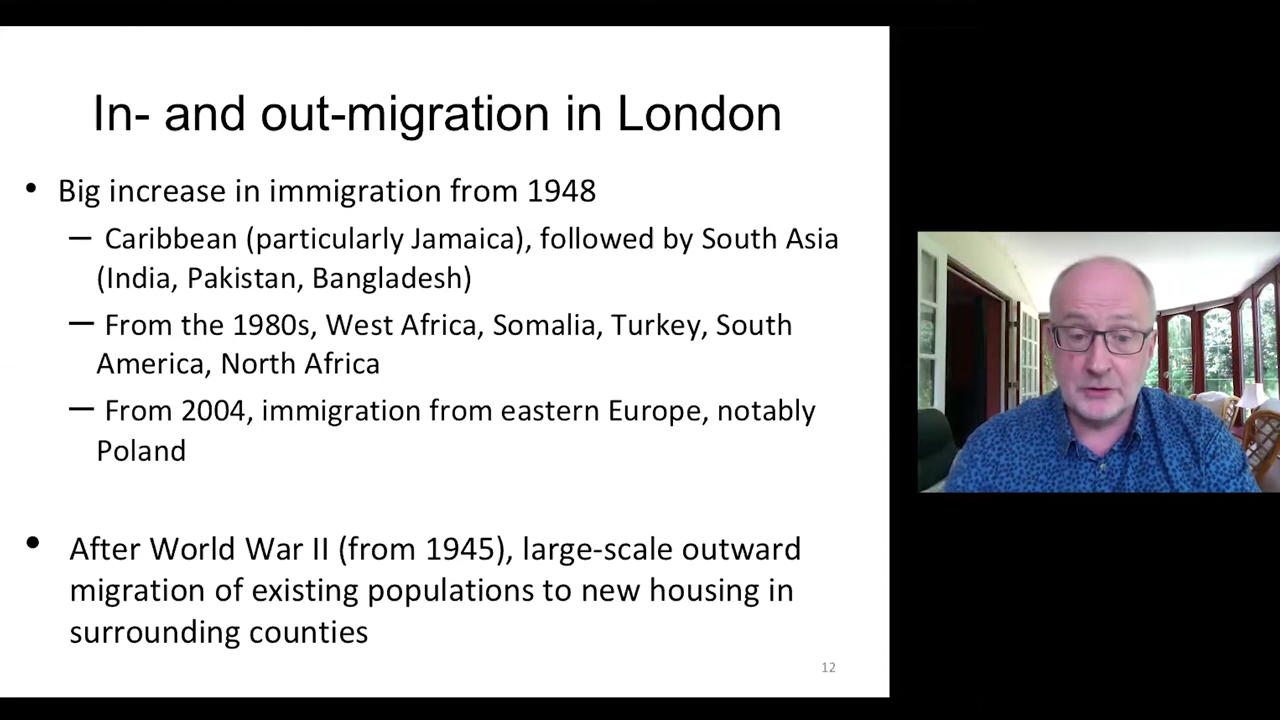 In- and out-migration in London
• Big increase in immigration from 1948
– Caribbean (particularly Jamaica), followed by South Asia
(India, Pakistan, Bangladesh)
– From the 1980s, West Africa, Somalia, Turkey, South
America, North Africa
– From 2004, immigration from eastern Europe, notably
Poland
• After World War II (from 1945), large-scale outward
migration of existing populations to new housing in
surrounding counties
12